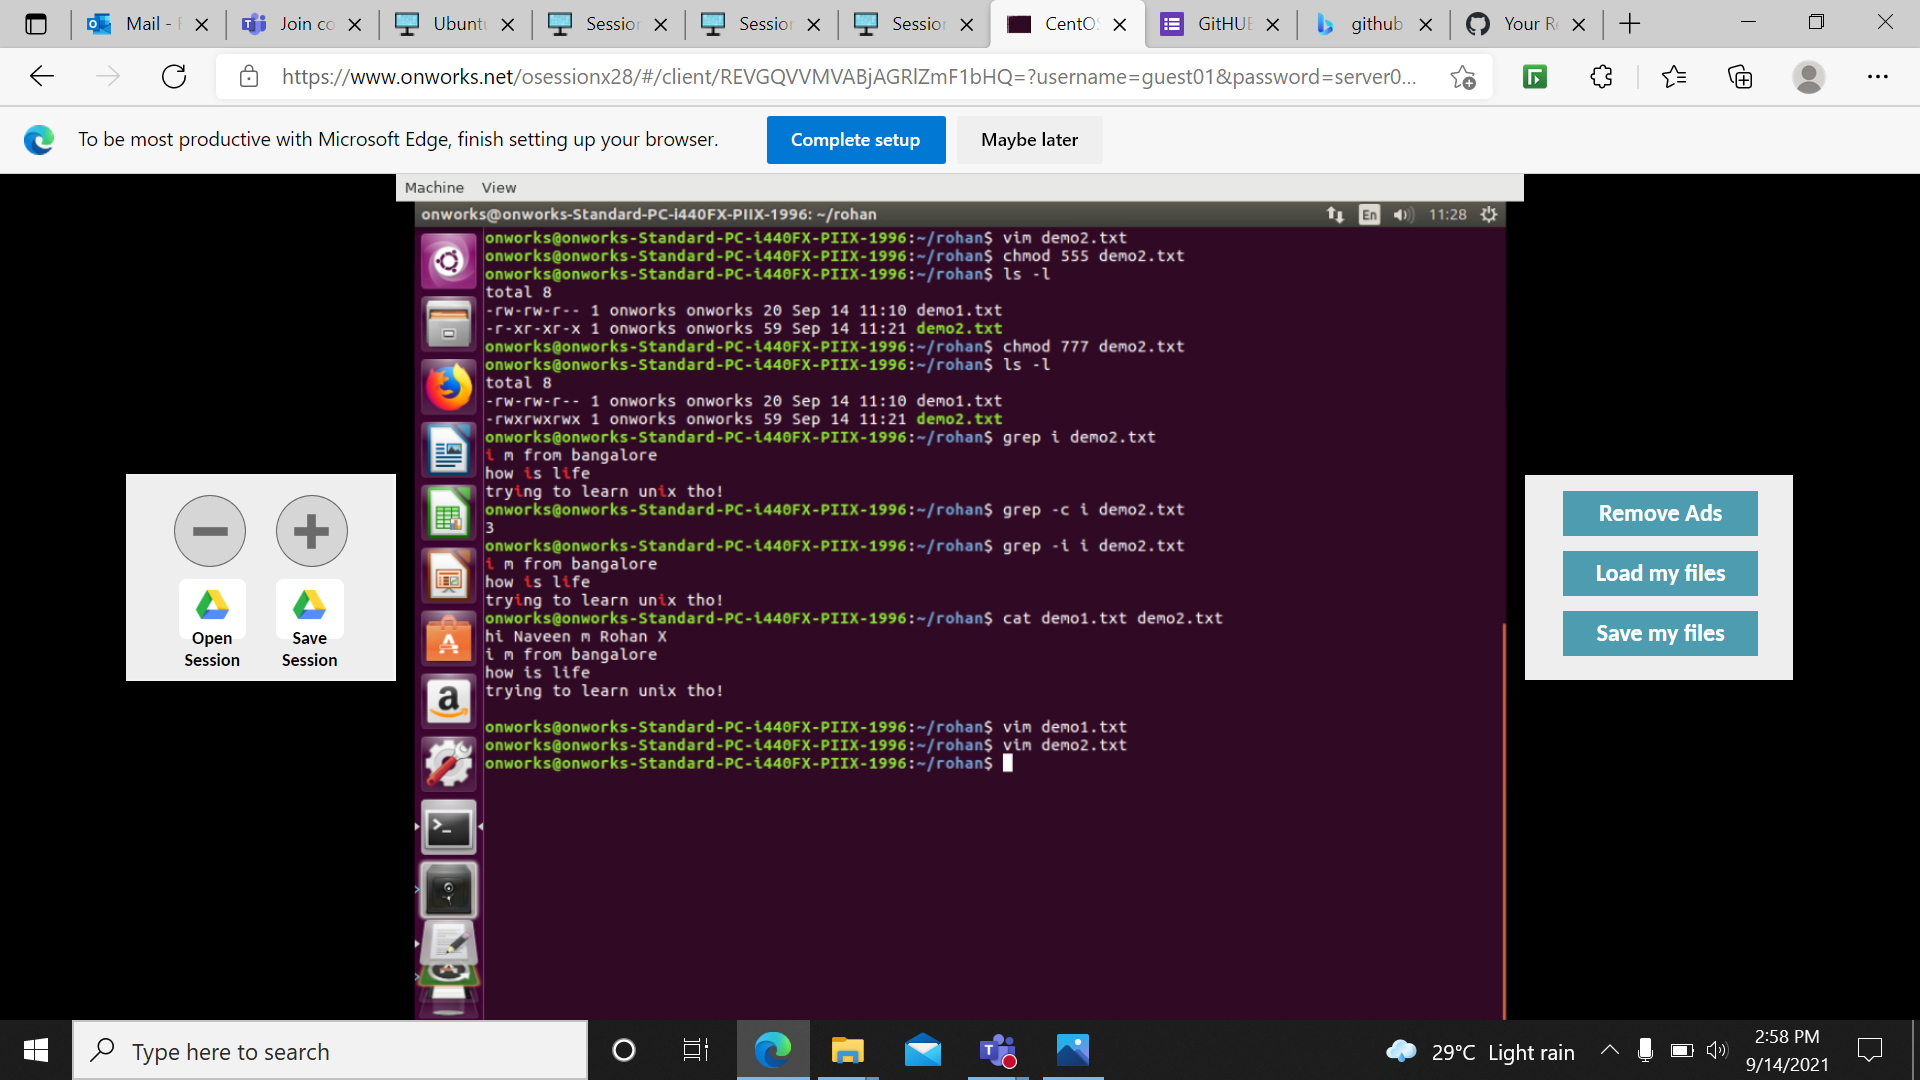 Mail -
Join co
Ubunt
Session
Session
Session
CentO
GitHUB
github
Your R
https://www.onworks.net/osessionx28/#/client/REVGQVVMVABjAGRlZmF1bHQ=?username=guest01&password=server0...
To be most productive with Microsoft Edge, finish setting up your browser.
Complete setup
Maybe later
Machine View
onworks@onworks-Standard-PC-i440FX-PIIX-1996: ~/rohan
En
11:28
onworks@onworks-Standard-PC-i440FX-PIIX-1996:~/rohan$ vim demo2.txt
onworks@onworks-Standard-PC-i440FX-PIIX-1996:~/rohan$ chmod 555 demo2.txt
onworks@onworks-Standard-PC-i440FX-PIIX-1996:~/rohan$ ls -l
total 8
-rw-rw-r-- 1 onworks onworks 20 Sep 14 11:10 demo1.txt
-r-xr-xr-x 1 onworks onworks 59 Sep 14 11:21 demo2.txt
onworks@onworks-Standard-PC-i440FX-PIIX-1996:~/rohan$ chmod 777 demo2.txt
onworks@onworks-Standard-PC-i440FX-PIIX-1996:~/rohan$ ls -l
total 8
-rw-rw-r-- 1 onworks onworks 20 Sep 14 11:10 demo1.txt
-rwxrwxrwx 1 onworks onworks 59 Sep 14 11:21 demo2.txt
onworks@onworks-Standard-PC-i440FX-PIIX-1996:~/rohan$ grep i demo2.txt
i m from bangalore
how is life
trying to learn unix tho!
onworks@onworks-Standard-PC-i440FX-PIIX-1996:~/rohan$ grep -c i demo2.txt
3
onworks@onworks-Standard-PC-i440FX-PIIX-1996:~/rohan$ grep -i i demo2.txt
i m from bangalore
how is life
trying to learn unix tho!
onworks@onworks-Standard-PC-i440FX-PIIX-1996:~/rohan$ cat demo1.txt demo2.txt
hi Naveen m Rohan X
i m from bangalore
how is life
trying to learn unix tho!
onworks@onworks-Standard-PC-i440FX-PIIX-1996:~/rohan$ vim demo1.txt
onworks@onworks-Standard-PC-i440FX-PIIX-1996:~/rohan$ vim demo2.txt
onworks@onworks-Standard-PC-i440FX-PIIX-1996:~/rohan$
Open
Session
Save
Session
Remove Ads
Load my files
Save my files
Type here to search
29°C Light rain
2:58 PM
9/14/2021